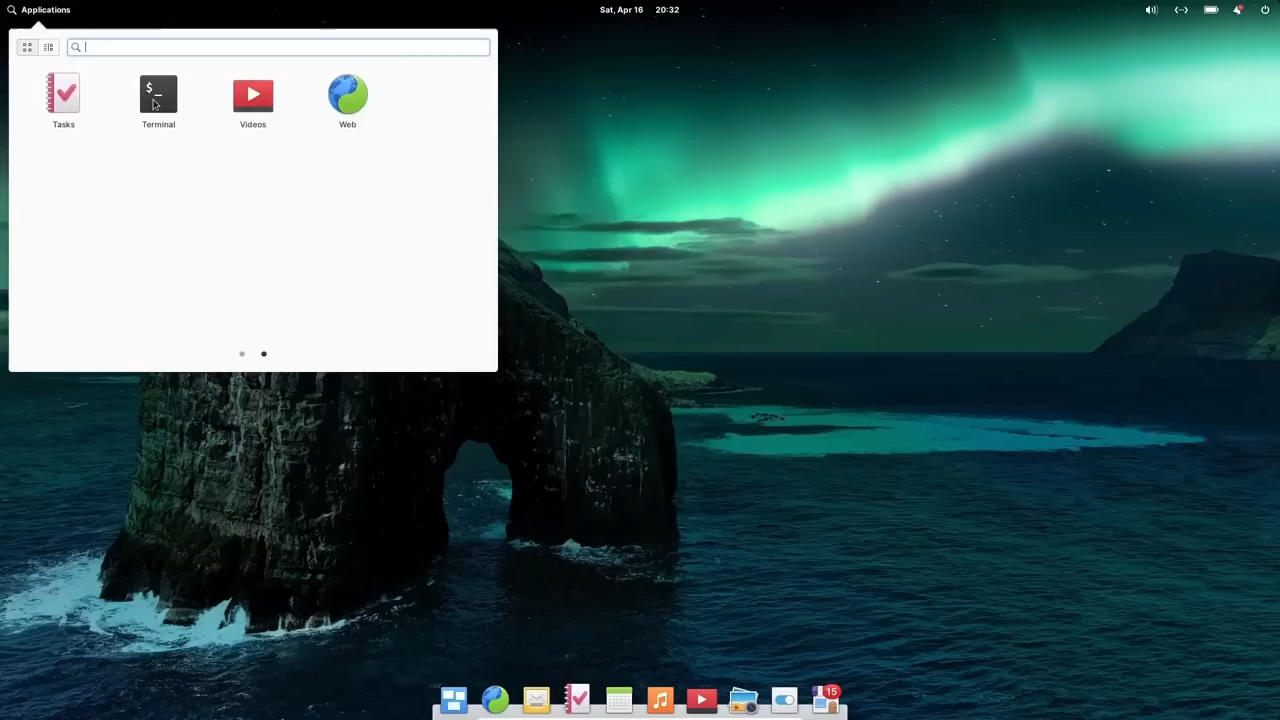 Applications
Sat, Apr 16 20:32
$_
Tasks
Terminal
Videos
Web
15